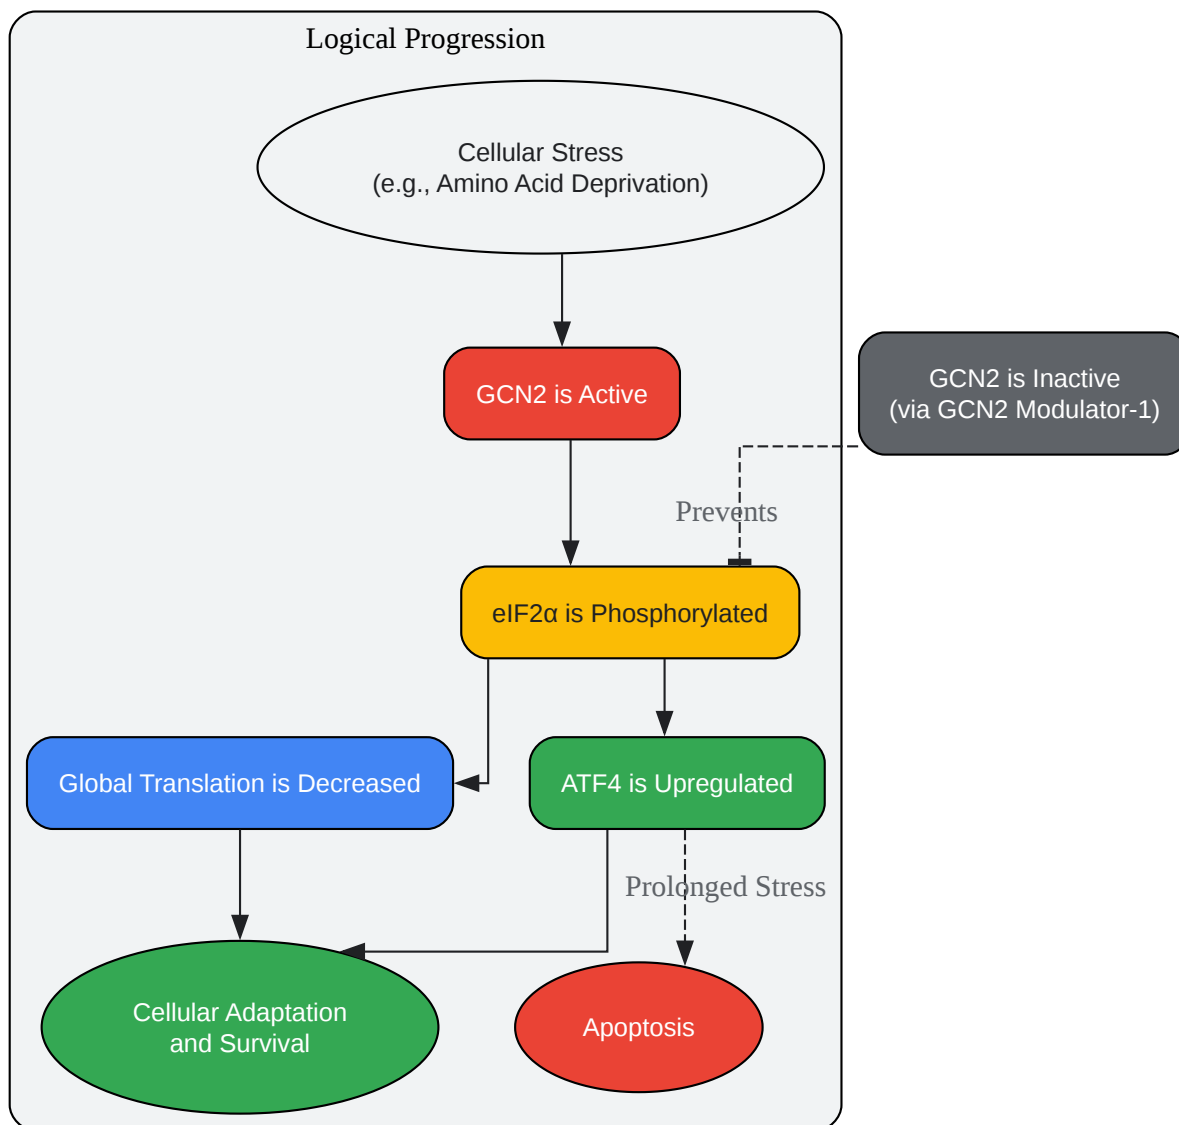 Logical Progression
Cellular Stress
(e.g., Amino Acid Deprivation)
GCN2 is Active
GCN2 is Inactive
(via GCN2 Modulator-1)
Prevents
eIF2α is Phosphorylated
Global Translation is Decreased
ATF4 is Upregulated
Prolonged Stress
Cellular Adaptation
and Survival
Apoptosis